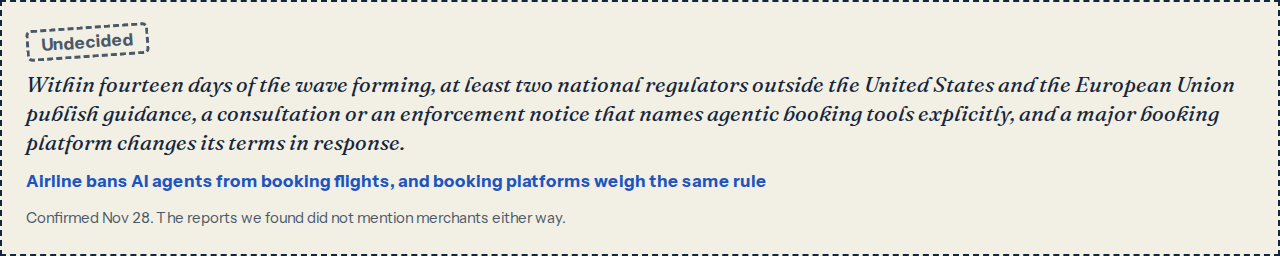 Undecided
Within fourteen days of the wave forming, at least two national regulators outside the United States and the European Union
publish guidance, a consultation or an enforcement notice that names agentic booking tools explicitly, and a major booking
platform changes its terms in response.
Airline bans AI agents from booking flights, and booking platforms weigh the same rule
Confirmed Nov 28. The reports we found did not mention merchants either way.